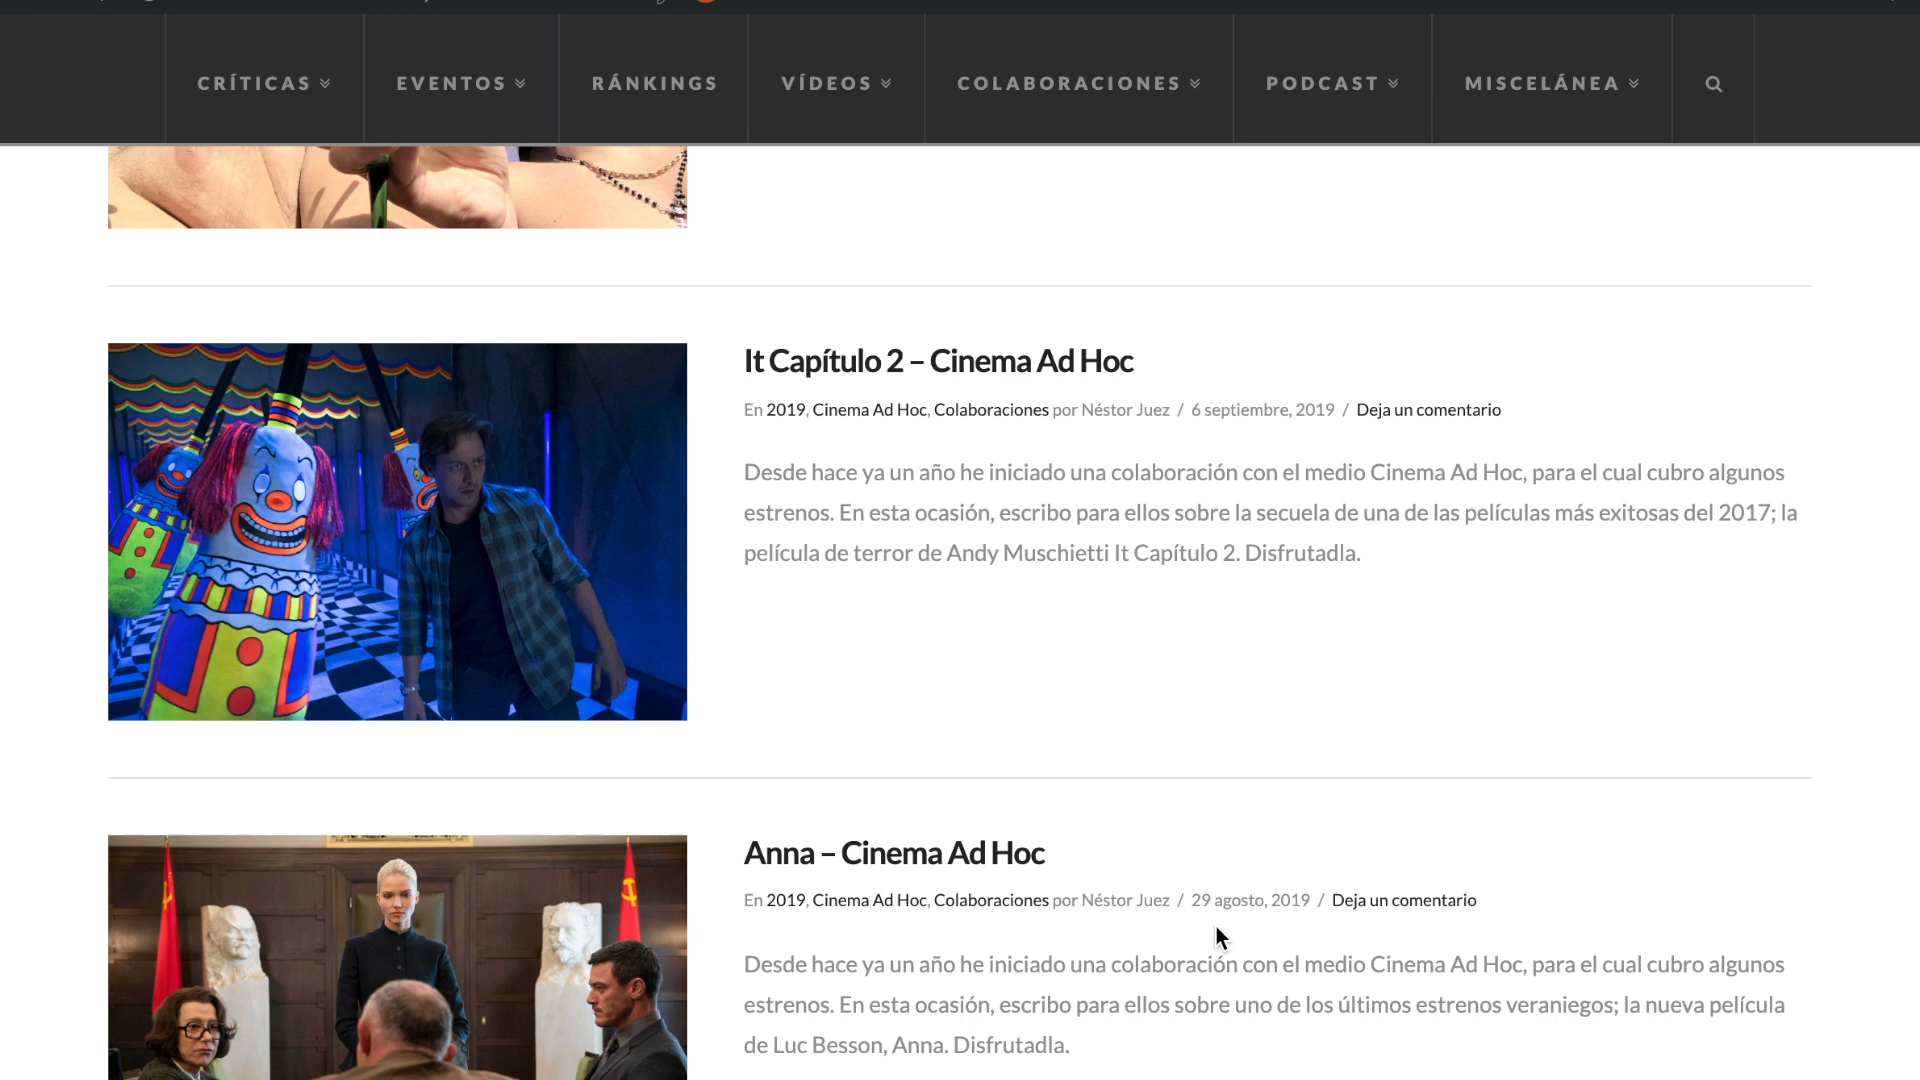 CRÍTICAS EVENTOS RÁNKINGS VÍDEOS COLABORACIONES PODCAST MISCELÁNEA
It Capítulo 2 – Cinema Ad Hoc
En 2019, Cinema Ad Hoc, Colaboraciones por Néstor Juez / 6 septiembre, 2019 / Deja un comentario
Desde hace ya un año he iniciado una colaboración con el medio Cinema Ad Hoc, para el cual cubro algunos
estrenos. En esta ocasión, escribo para ellos sobre la secuela de una de las películas más exitosas del 2017; la
película de terror de Andy Muschietti It Capítulo 2. Disfrutadla.
Anna – Cinema Ad Hoc
En 2019, Cinema Ad Hoc, Colaboraciones por Néstor Juez / 29 agosto, 2019 / Deja un comentario
Desde hace ya un año he iniciado una colaboración con el medio Cinema Ad Hoc, para el cual cubro algunos
estrenos. En esta ocasión, escribo para ellos sobre uno de los últimos estrenos veraniegos; la nueva película
de Luc Besson, Anna. Disfrutadla.